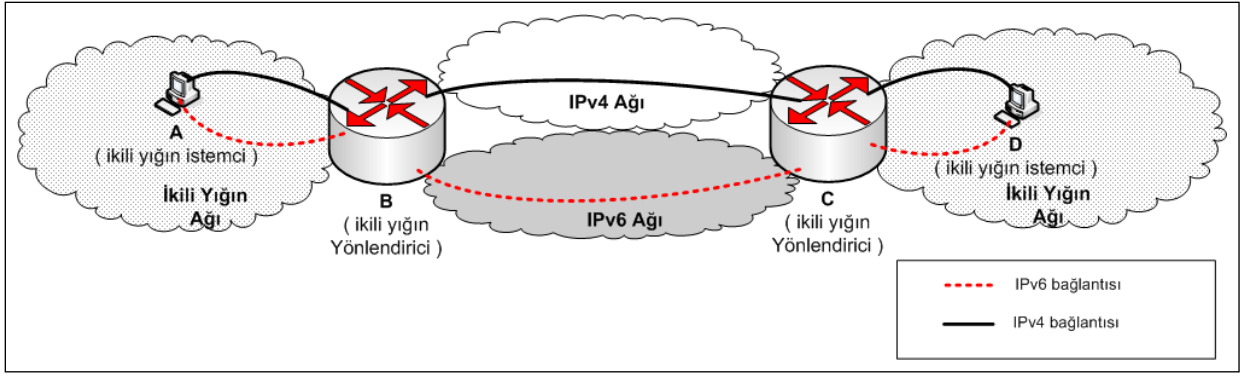 A
( ikili yığın istemci )
İkili Yığın
Ağı
B
( ikili yığın
Yönlendirici )
IPv4 Ağı
IPv6 Ağı
C
( ikili yığın
Yönlendirici )
D
( ikili yığın istemci )
İkili Yığın
Ağı
IPv6 bağlantısı
IPv4 bağlantısı